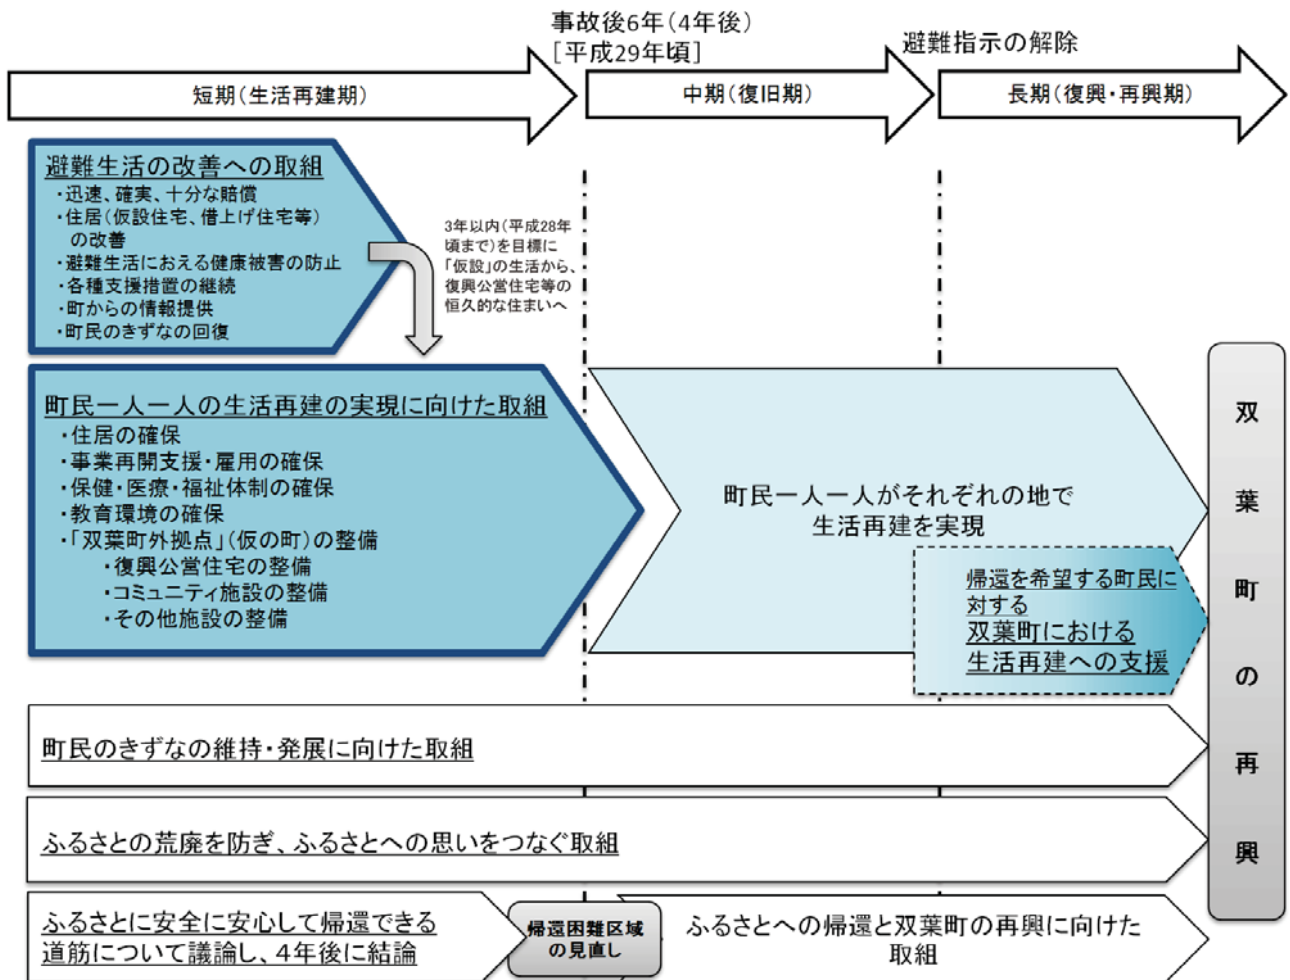 事故後6年(4年後)
[平成29年頃]
避難指示の解除
短期(生活再建期)
中期(復旧期)
長期(復興・再興期)
避難生活の改善への取組
・迅速、確実、十分な賠償
・住居(仮設住宅、借上げ住宅等)
の改善
・避難生活におえる健康被害の防止
・各種支援措置の継続
・町からの情報提供
・町民のきずなの回復
3年以内(平成28年
頃まで)を目標に
「仮設」の生活から、
復興公営住宅等の
恒久的な住まいへ
町民一人一人の生活再建の実現に向けた取組
・住居の確保
・事業再開支援・雇用の確保
・保健・医療・福祉体制の確保
・教育環境の確保
・「双葉町外拠点」(仮の町)の整備
・復興公営住宅の整備
・コミュニティ施設の整備
・その他施設の整備
町民一人一人がそれぞれの地で
生活再建を実現
帰還を希望する町民に
対する
双葉町における
生活再建への支援
双葉町の再興
町民のきずなの維持・発展に向けた取組
ふるさとの荒廃を防ぎ、ふるさとへの思いをつなぐ取組
ふるさとに安全に安心して帰還できる
道筋について議論し、4年後に結論
帰還困難区域
の見直し
ふるさとへの帰還と双葉町の再興に向けた
取組